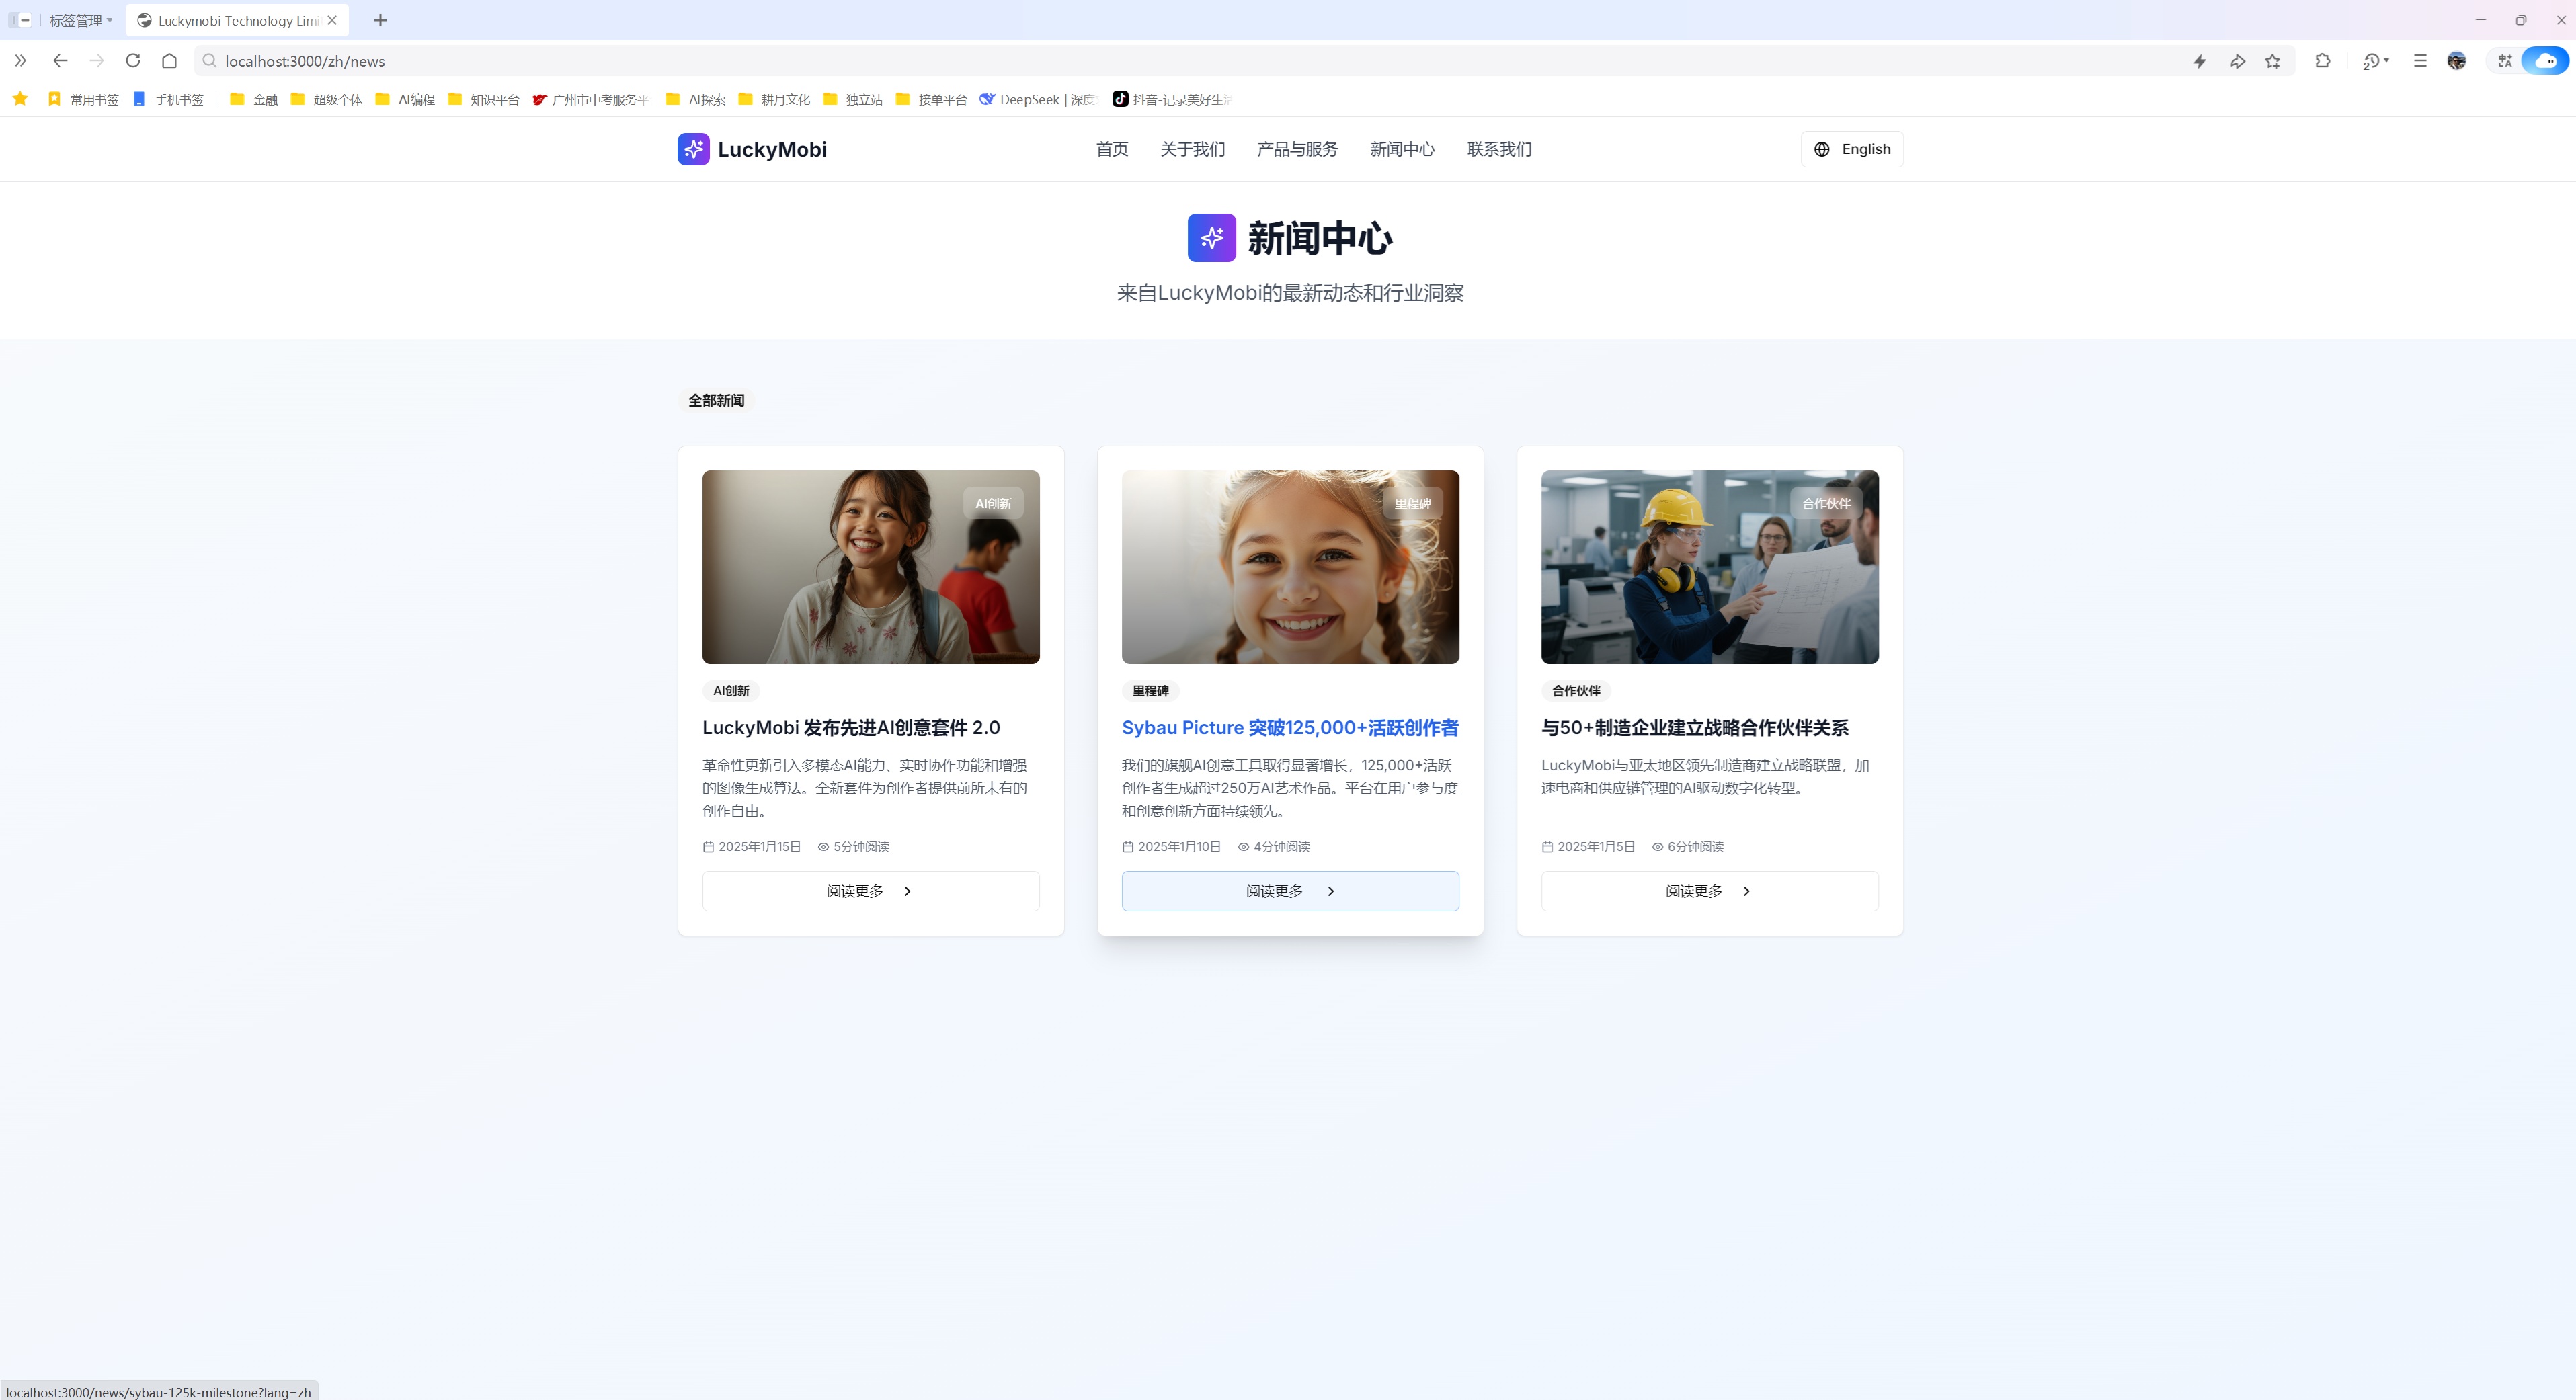 标签管理
Luckymobi Technology Limi
localhost:3000/zh/news
常用书签
手机书签
金融
超级个体
AI编程
知识平台
广州市中考服务平
AI探索
耕月文化
独立站
接单平台
DeepSeek | 深度
抖音-记录美好生活
LuckyMobi
首页
关于我们
产品与服务
新闻中心
联系我们
English
新闻中心
来自LuckyMobi的最新动态和行业洞察
全部新闻
AI创新
AI创新
LuckyMobi 发布先进AI创意套件 2.0
革命性更新引入多模态AI能力、实时协作功能和增强
的图像生成算法。全新套件为创作者提供前所未有的
创作自由。
2025年1月15日 5分钟阅读
阅读更多
里程碑
里程碑
Sybau Picture 突破125,000+活跃创作者
我们的旗舰AI创意工具取得显著增长，125,000+活跃
创作者生成超过250万AI艺术作品。平台在用户参与度
和创意创新方面持续领先。
2025年1月10日 4分钟阅读
阅读更多
合作伙伴
合作伙伴
与50+制造企业建立战略合作伙伴关系
LuckyMobi与亚太地区领先制造商建立战略联盟，加
速电商和供应链管理的AI驱动数字化转型。
2025年1月5日 6分钟阅读
阅读更多
localhost:3000/news/sybau-125k-milestone?lang=zh